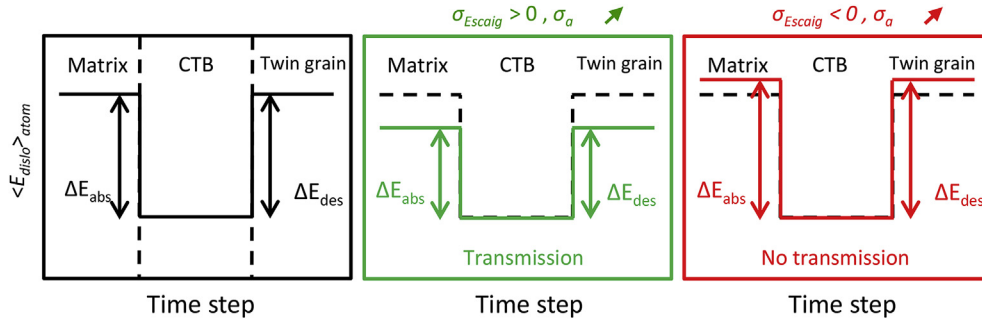 σEscaig > 0 , σa
σEscaig < 0 , σa
Matrix CTB Twin grain
Matrix CTB Twin grain
Matrix CTB Twin grain
<Edislo>atom
ΔEabs ΔEdes
ΔEabs ΔEdes
ΔEabs ΔEdes
Transmission
No transmission
Time step
Time step
Time step